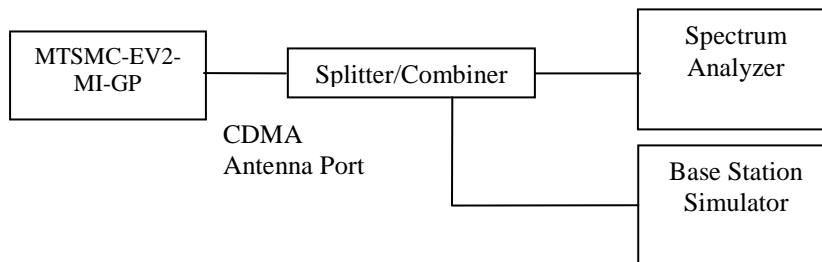 MTSMC-EV2-
MI-GP
Splitter/Combiner
Spectrum
Analyzer
CDMA
Antenna Port
Base Station
Simulator